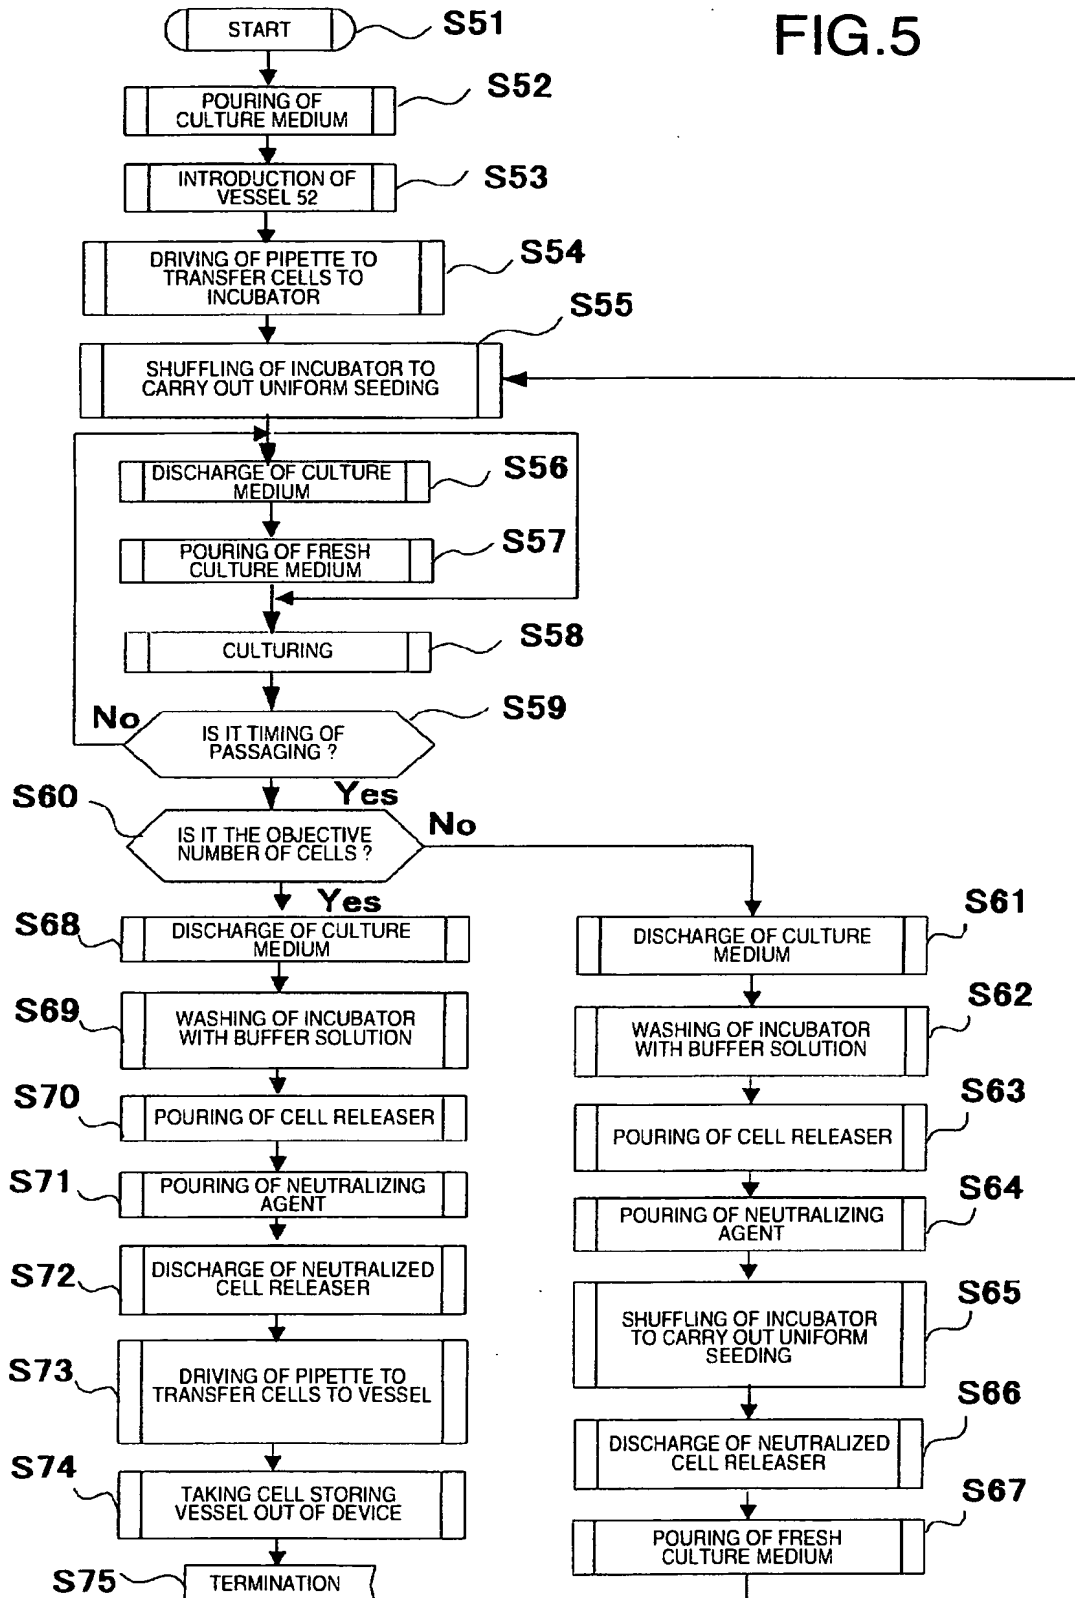 FIG.5
START
S51
POURING OF
CULTURE MEDIUM
S52
INTRODUCTION OF
VESSEL 52
S53
DRIVING OF PIPETTE TO
TRANSFER CELLS TO
INCUBATOR
S54
SHUFFLING OF INCUBATOR TO
CARRY OUT UNIFORM SEEDING
S55
DISCHARGE OF CULTURE
MEDIUM
S56
POURING OF FRESH
CULTURE MEDIUM
S57
CULTURING
S58
IS IT TIMING OF
PASSAGING ?
S59
No
Yes
S60
IS IT THE OBJECTIVE
NUMBER OF CELLS ?
No
Yes
S68
DISCHARGE OF CULTURE
MEDIUM
S69
WASHING OF INCUBATOR
WITH BUFFER SOLUTION
S70
POURING OF CELL RELEASER
S71
POURING OF NEUTRALIZING
AGENT
S72
DISCHARGE OF NEUTRALIZED
CELL RELEASER
S73
DRIVING OF PIPETTE TO
TRANSFER CELLS TO VESSEL
S74
TAKING CELL STORING
VESSEL OUT OF DEVICE
S75
TERMINATION
S61
DISCHARGE OF CULTURE
MEDIUM
S62
WASHING OF INCUBATOR
WITH BUFFER SOLUTION
S63
POURING OF CELL RELEASER
S64
POURING OF NEUTRALIZING
AGENT
S65
SHUFFLING OF INCUBATOR
TO CARRY OUT UNIFORM
SEEDING
S66
DISCHARGE OF NEUTRALIZED
CELL RELEASER
S67
POURING OF FRESH
CULTURE MEDIUM